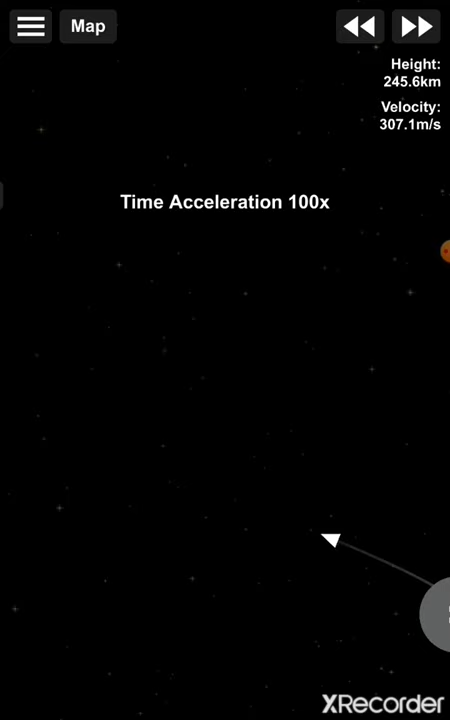 Map
Height:
245.6km
Velocity:
307.1m/s
Time Acceleration 100x
XRecorder